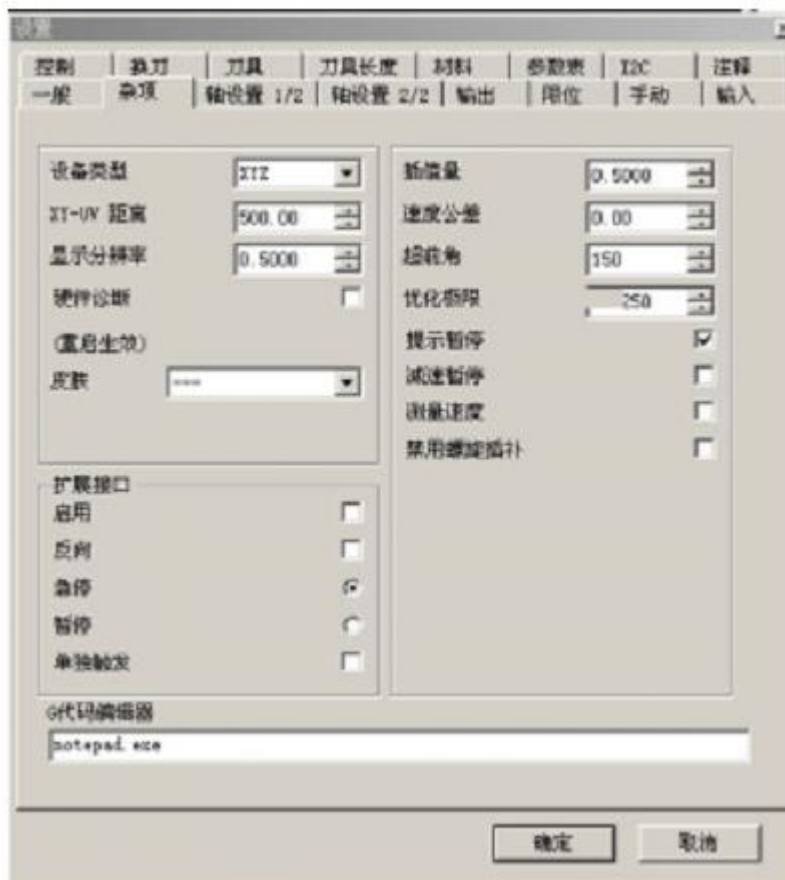 设置
控制 换刀 刀具 刀具长度 材料 参数表 I2C 注释
一般 杂项 轴设置 1/2 轴设置 2/2 输出 限位 手动 输入
设备类型 XYZ
XY-UV 距离 500.00
显示分辨率 0.5000
硬件诊断
(重启生效)
皮肤 ===
扩展接口
启用
反向
急停
暂停
单独触发
插值量 0.5000
速度公差 0.00
超前角 150
优化极限 250
提示暂停
减速暂停
测量速度
禁用螺旋插补
G代码编辑器
notepad.exe
确定 取消